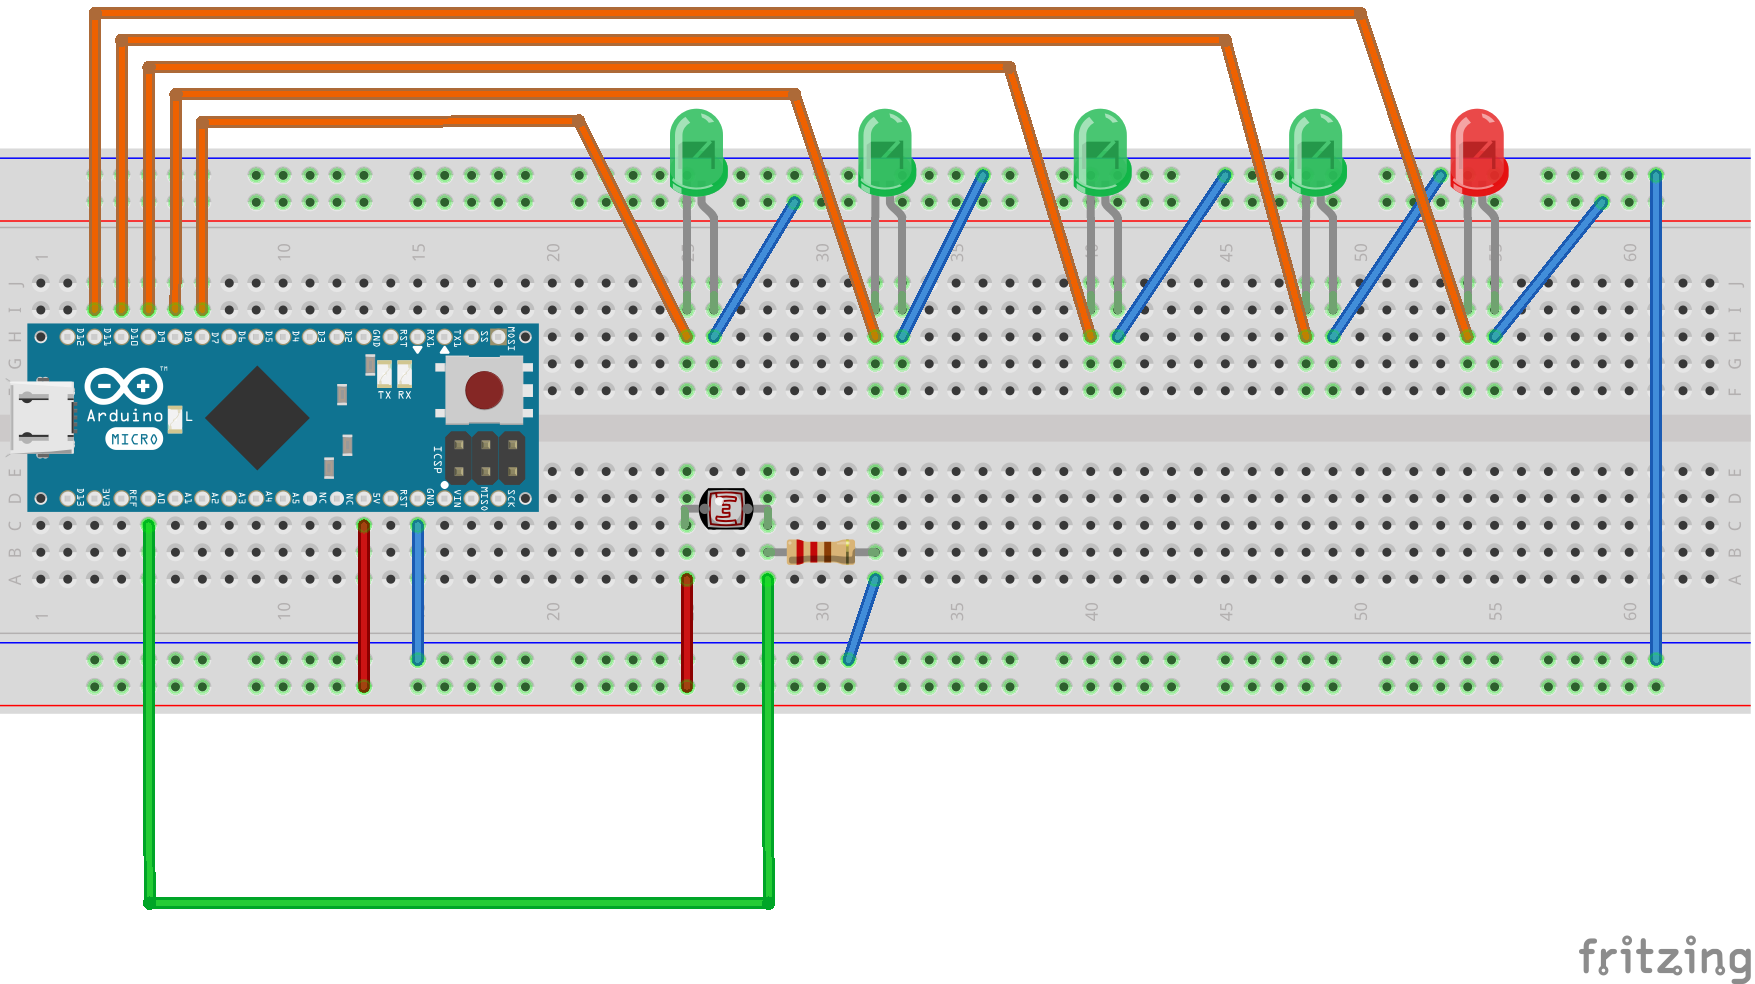 1 10 15 20 25 30 35 40 45 50 55 60
J J
I I
H H
G G
F F
D12 D11 D10 D9 D8 D7 D6 D5 D4 D3 D2 GND RST RX1 TX1 SS MOSI
TM
Arduino
MICRO
L
TX RX
ICSP
D13 3V3 REF A0 A1 A2 A3 A4 A5 NC NC 5V RST GND VIN MISO SCK
E E
D D
C C
B B
A A
1 10 20 30 35 40 45 50 55 60
fritzing